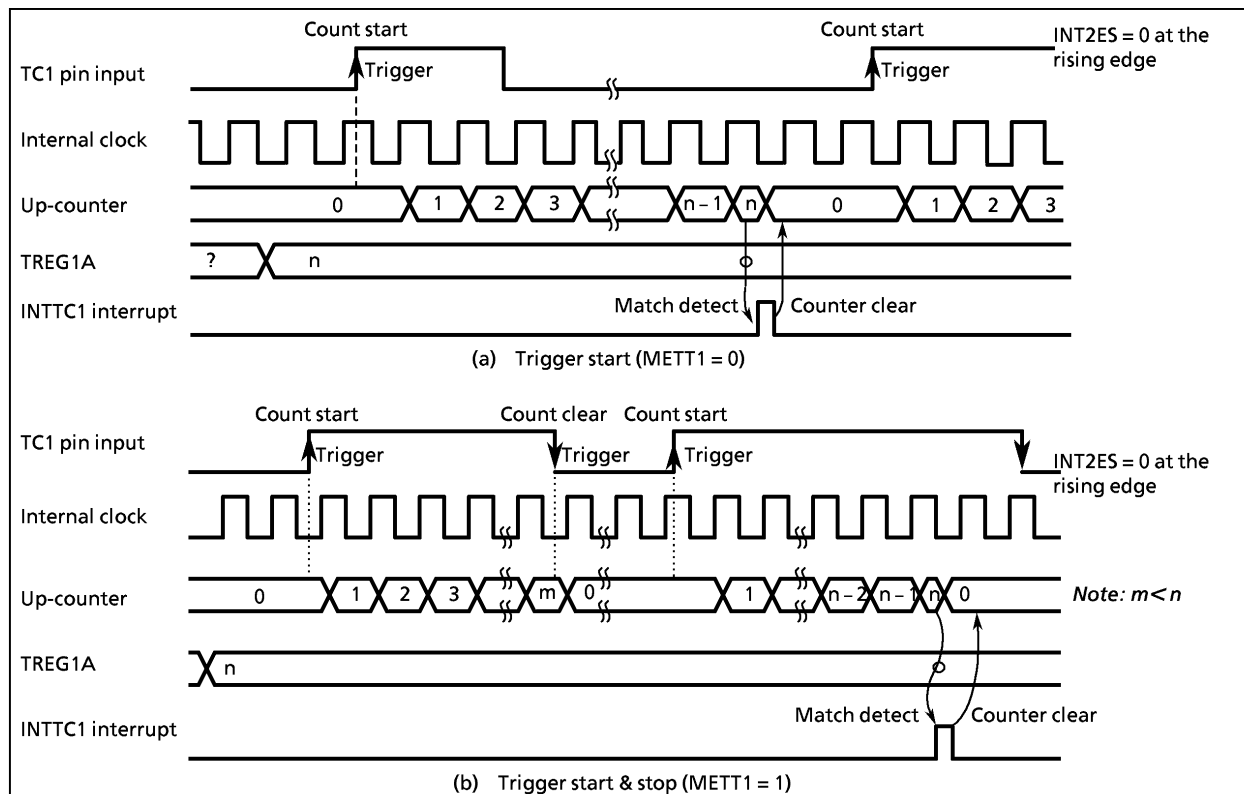 Count start Count start
INT2ES = 0 at the
rising edge
TC1 pin input Trigger Trigger
Internal clock
Up-counter 0 1 2 3 n – 1 n 0 1 2 3
TREG1A ? n
INTTC1 interrupt Match detect Counter clear
(a) Trigger start (METT1 = 0)
Count start Count clear Count start
TC1 pin input Trigger Trigger Trigger
INT2ES = 0 at the
rising edge
Internal clock
Up-counter 0 1 2 3 m 0 1 n – 2 n – 1 n 0 Note: m < n
TREG1A n
INTTC1 interrupt Match detect Counter clear
(b) Trigger start & stop (METT1 = 1)